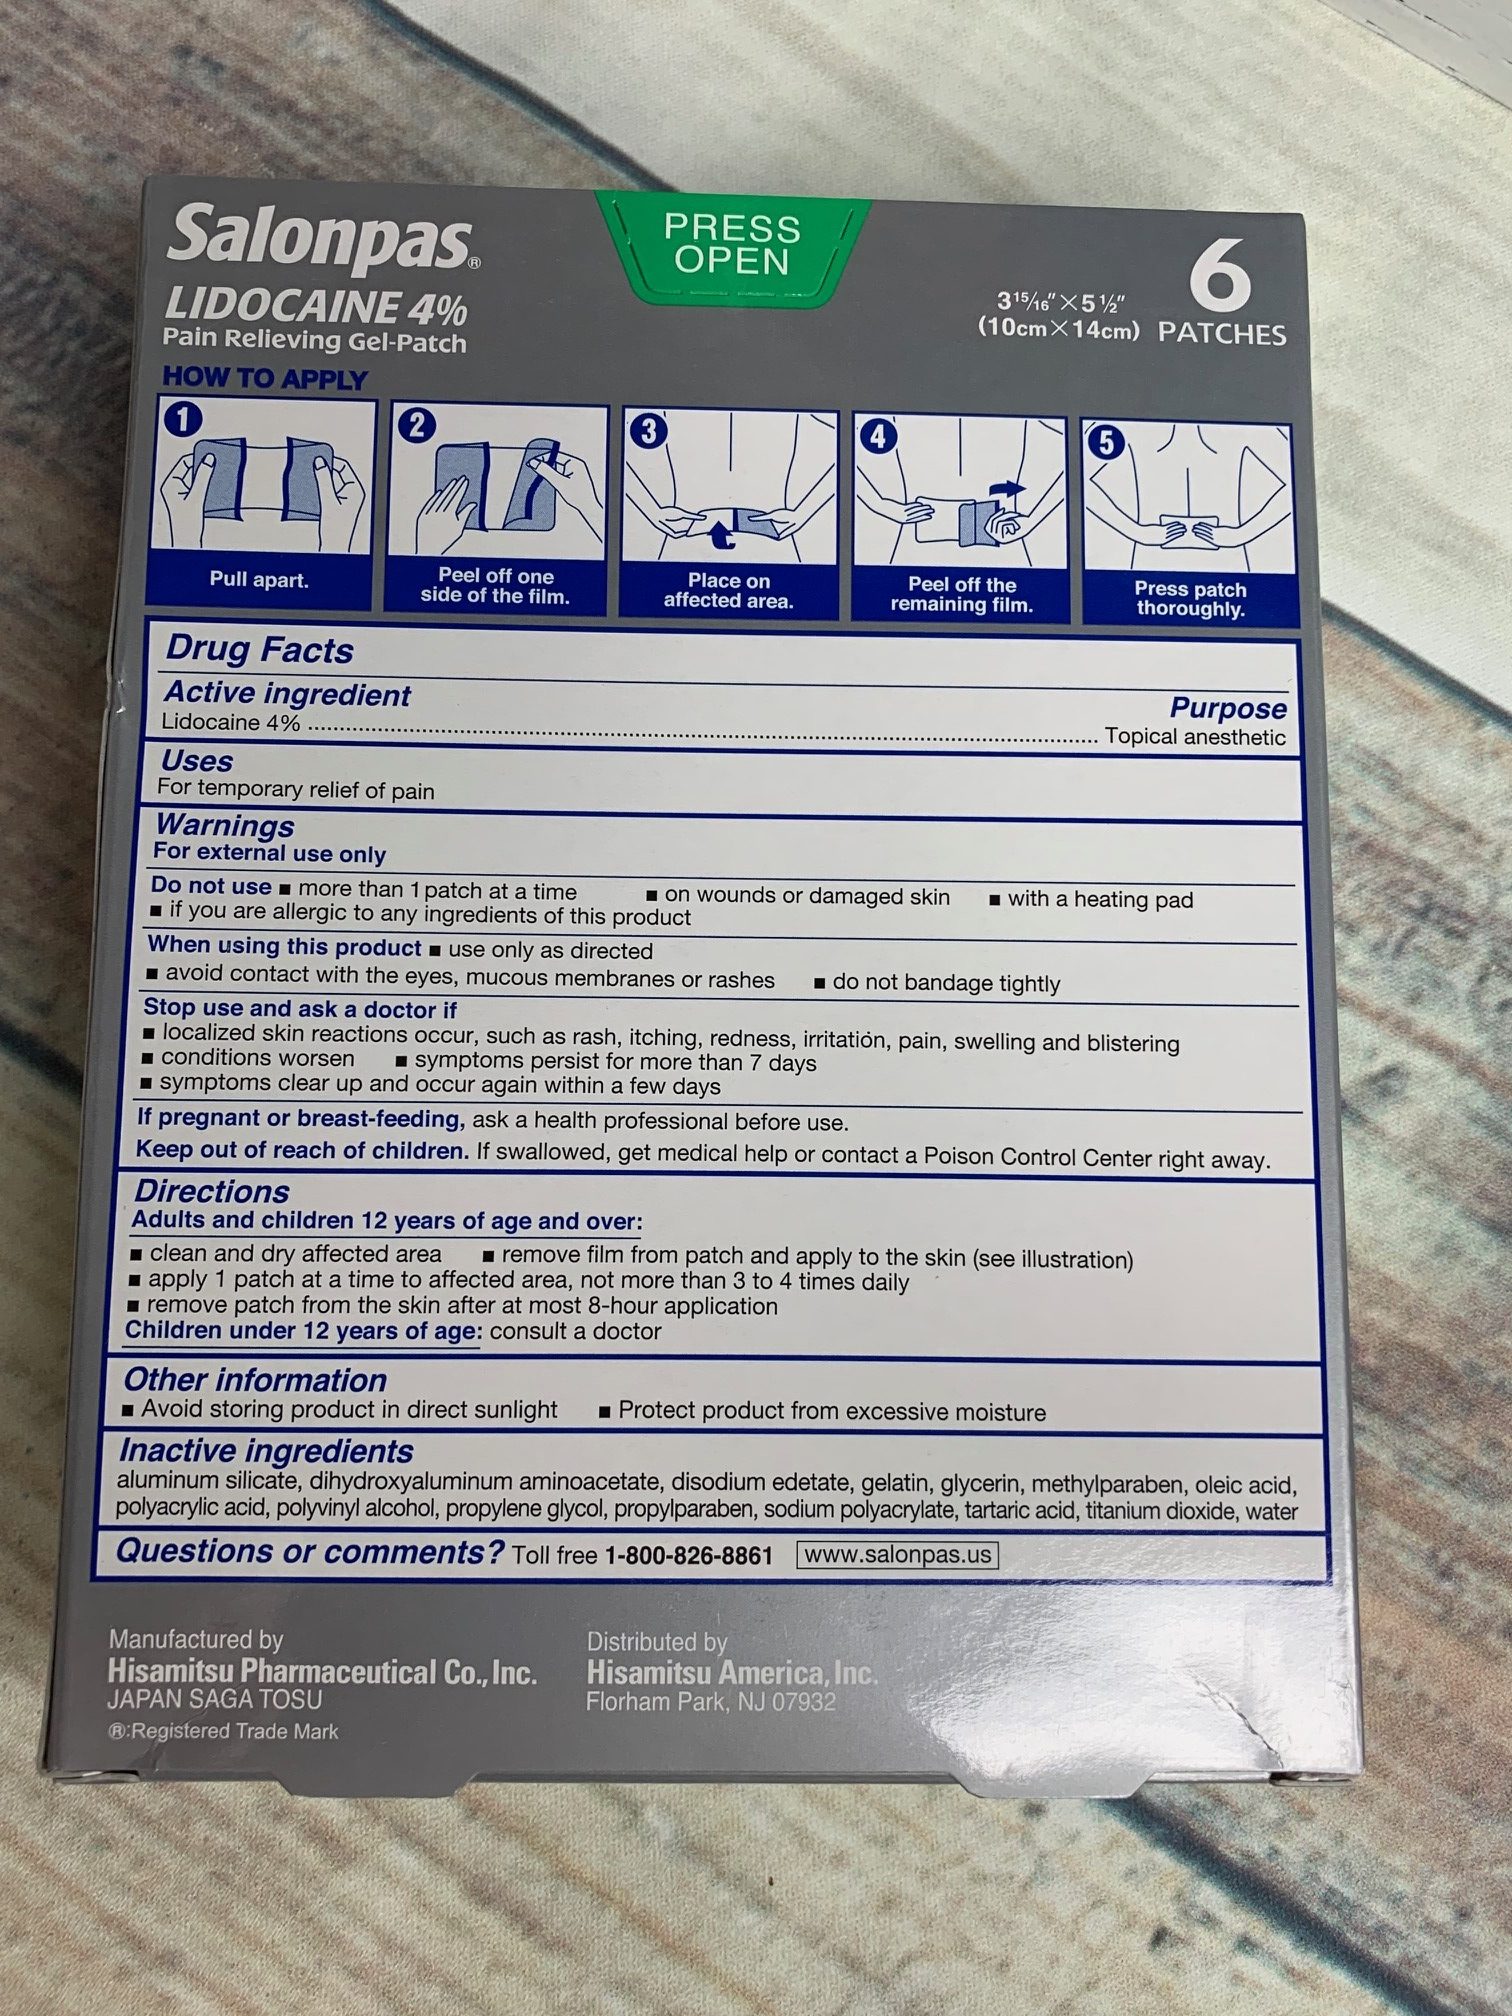 Salonpas®
LIDOCAINE 4%
Pain Relieving Gel-Patch
PRESS
OPEN
3 15/16" × 5 1/2"
(10cm×14cm)
6
PATCHES
HOW TO APPLY
1
Pull apart.
2
Peel off one
side of the film.
3
Place on
affected area.
4
Peel off the
remaining film.
5
Press patch
thoroughly.
Drug Facts
Active ingredient Purpose
Lidocaine 4% ........ Topical anesthetic
Uses
For temporary relief of pain
Warnings
For external use only
Do not use ■ more than 1 patch at a time ■ on wounds or damaged skin ■ with a heating pad
■ if you are allergic to any ingredients of this product
When using this product ■ use only as directed
■ avoid contact with the eyes, mucous membranes or rashes ■ do not bandage tightly
Stop use and ask a doctor if
■ localized skin reactions occur, such as rash, itching, redness, irritation, pain, swelling and blistering
■ conditions worsen ■ symptoms persist for more than 7 days
■ symptoms clear up and occur again within a few days
If pregnant or breast-feeding, ask a health professional before use.
Keep out of reach of children. If swallowed, get medical help or contact a Poison Control Center right away.
Directions
Adults and children 12 years of age and over:
■ clean and dry affected area ■ remove film from patch and apply to the skin (see illustration)
■ apply 1 patch at a time to affected area, not more than 3 to 4 times daily
■ remove patch from the skin after at most 8-hour application
Children under 12 years of age: consult a doctor
Other information
■ Avoid storing product in direct sunlight ■ Protect product from excessive moisture
Inactive ingredients
aluminum silicate, dihydroxyaluminum aminoacetate, disodium edetate, gelatin, glycerin, methylparaben, oleic acid,
polyacrylic acid, polyvinyl alcohol, propylene glycol, propylparaben, sodium polyacrylate, tartaric acid, titanium dioxide, water
Questions or comments? Toll free 1-800-826-8861 www.salonpas.us
Manufactured by
Hisamitsu Pharmaceutical Co., Inc.
JAPAN SAGA TOSU
®:Registered Trade Mark
Distributed by
Hisamitsu America, Inc.
Florham Park, NJ 07932